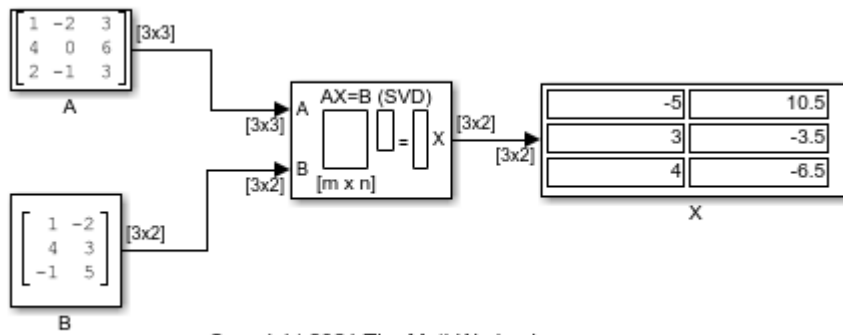 1 -2 3
4 0 6
2 -1 3
[3x3]
A
[3x3]
AX=B (SVD)
A
B
=
X
[m x n]
[3x2]
[3x2]
-5 10.5
3 -3.5
4 -6.5
X
1 -2
4 3
-1 5
[3x2]
[3x2]
B